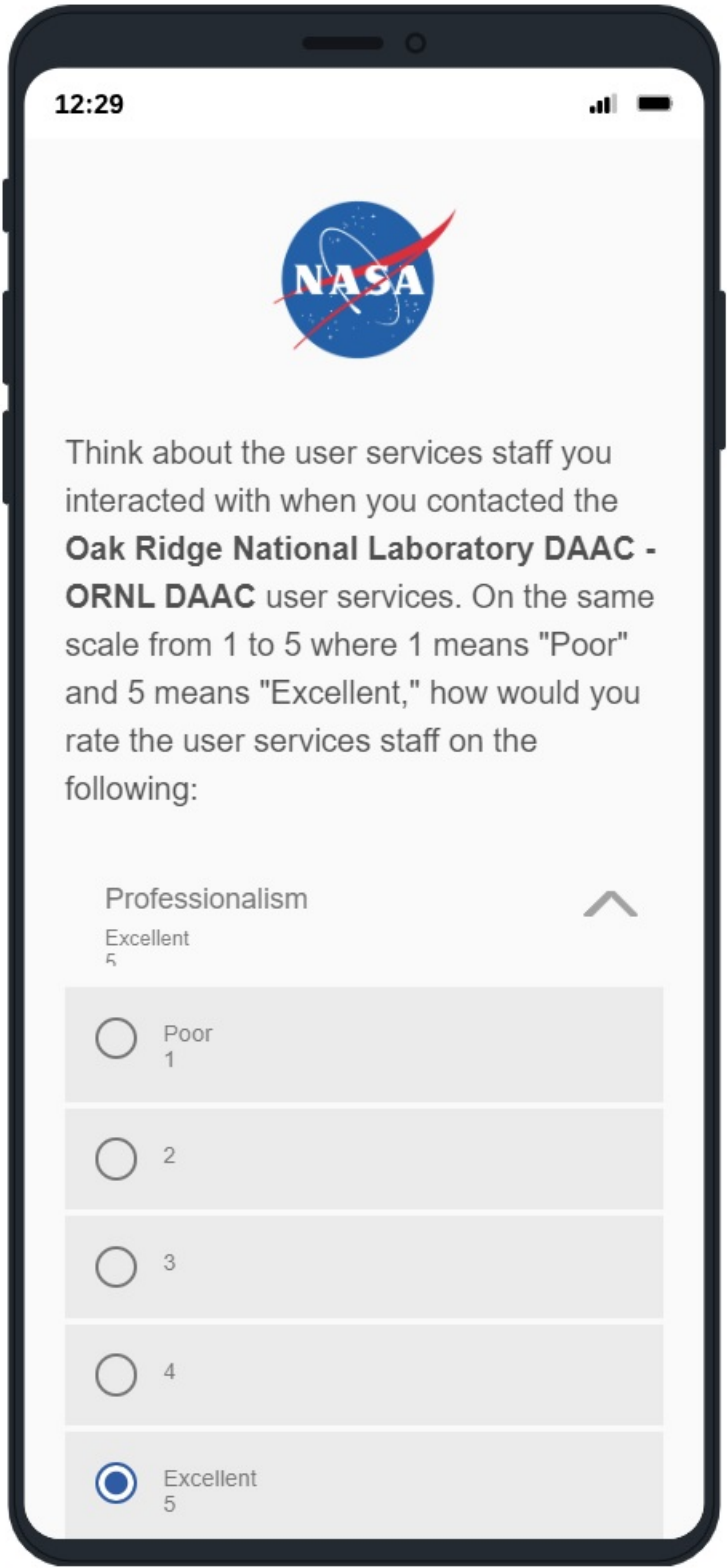 12:29
NASA
Think about the user services staff you
interacted with when you contacted the
Oak Ridge National Laboratory DAAC -
ORNL DAAC user services. On the same
scale from 1 to 5 where 1 means "Poor"
and 5 means "Excellent," how would you
rate the user services staff on the
following:
Professionalism
Excellent
5
Poor
1
2
3
4
Excellent
5